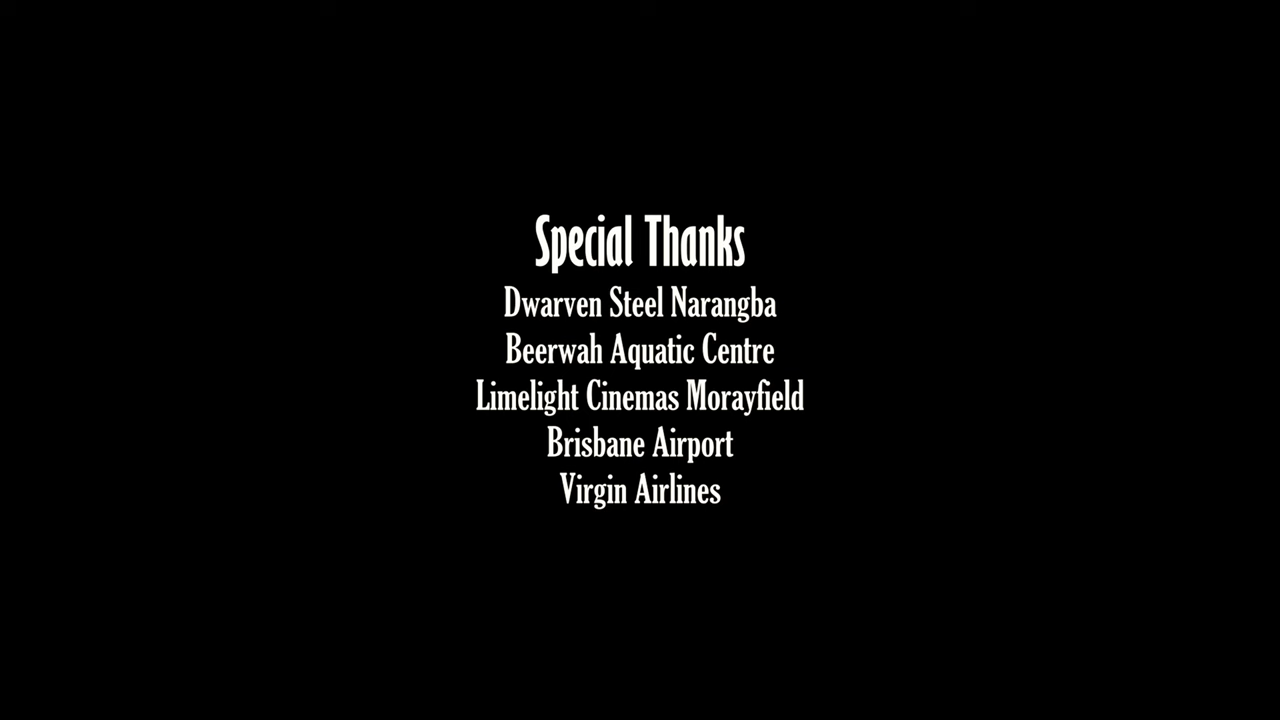 Special Thanks
Dwarven Steel Narangba
Beerwah Aquatic Centre
Limelight Cinemas Morayfield
Brisbane Airport
Virgin Airlines